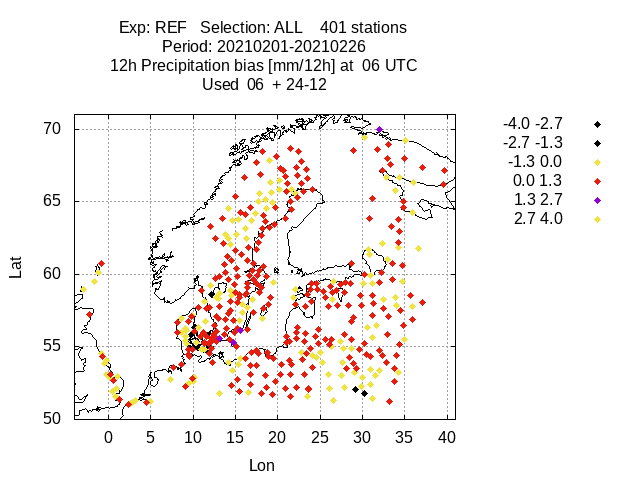 Exp: REF   Selection: ALL    401 stations
Period: 20210201-20210226
12h Precipitation bias [mm/12h] at  06 UTC
Used  06  + 24-12
-4.0 -2.7
-2.7 -1.3
-1.3 0.0
0.0 1.3
1.3 2.7
2.7 4.0
70
65
60
55
50
Lat
0 5 10 15 20 25 30 35 40
Lon